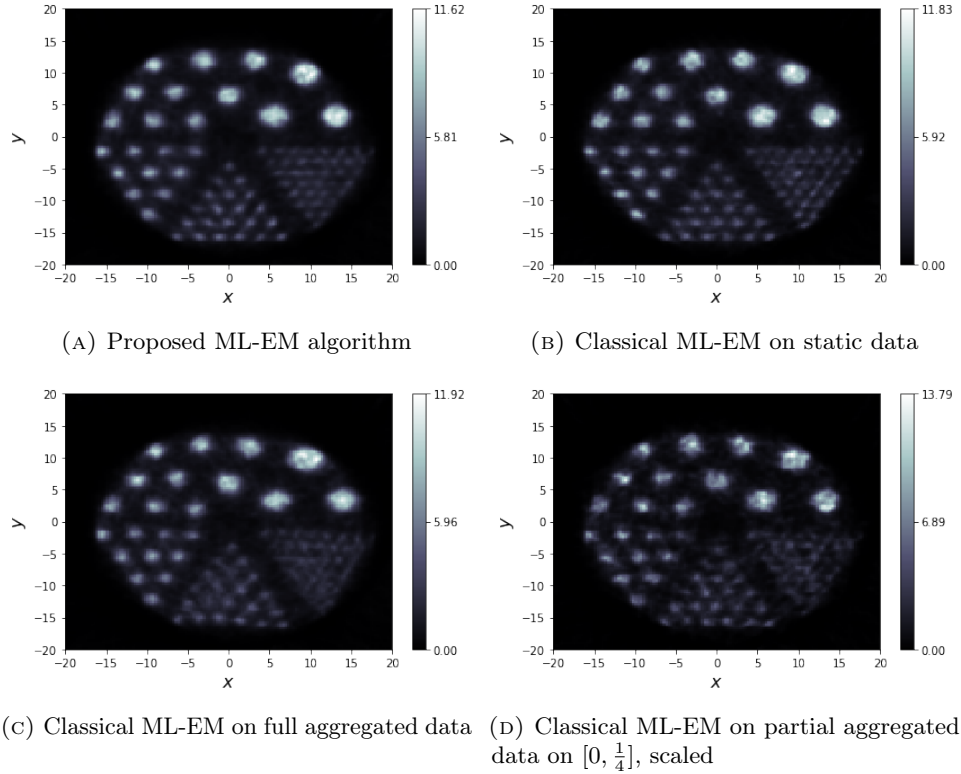 20
15
10
5
0
−5
−10
−15
−20
y
−20 −15 −10 −5 0 5 10 15 20
x
11.62
5.81
0.00
(A) Proposed ML-EM algorithm
20
15
10
5
0
−5
−10
−15
−20
y
−20 −15 −10 −5 0 5 10 15 20
x
11.83
5.92
0.00
(B) Classical ML-EM on static data
20
15
10
5
0
−5
−10
−15
−20
y
−20 −15 −10 −5 0 5 10 15 20
x
11.92
5.96
0.00
(C) Classical ML-EM on full aggregated data
20
15
10
5
0
−5
−10
−15
−20
y
−20 −15 −10 −5 0 5 10 15 20
x
13.79
6.89
0.00
(D) Classical ML-EM on partial aggregated
data on [0, 1/4], scaled